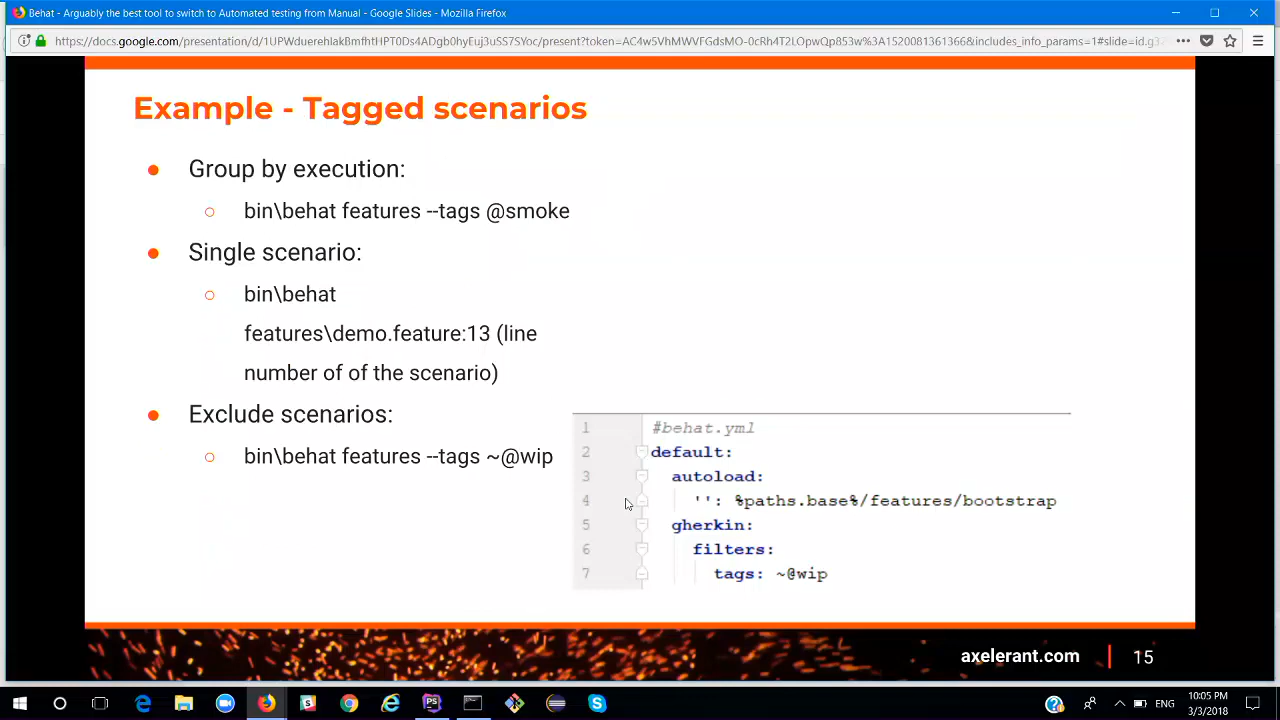 Behat - Arguably the best tool to switch to Automated testing from Manual - Google Slides - Mozilla Firefox
Example - Tagged scenarios
Group by execution:
bin\behat features --tags @smoke
Single scenario:
bin\behat
features\demo.feature:13 (line
number of of the scenario)
Exclude scenarios:
bin\behat features --tags ~@wip
1 #behat.yml
2 default:
3 autoload:
4 '': %paths.base%/features/bootstrap
5 gherkin:
6 filters:
7 tags: ~@wip
axelerant.com 15
ENG
10:05 PM
3/3/2018